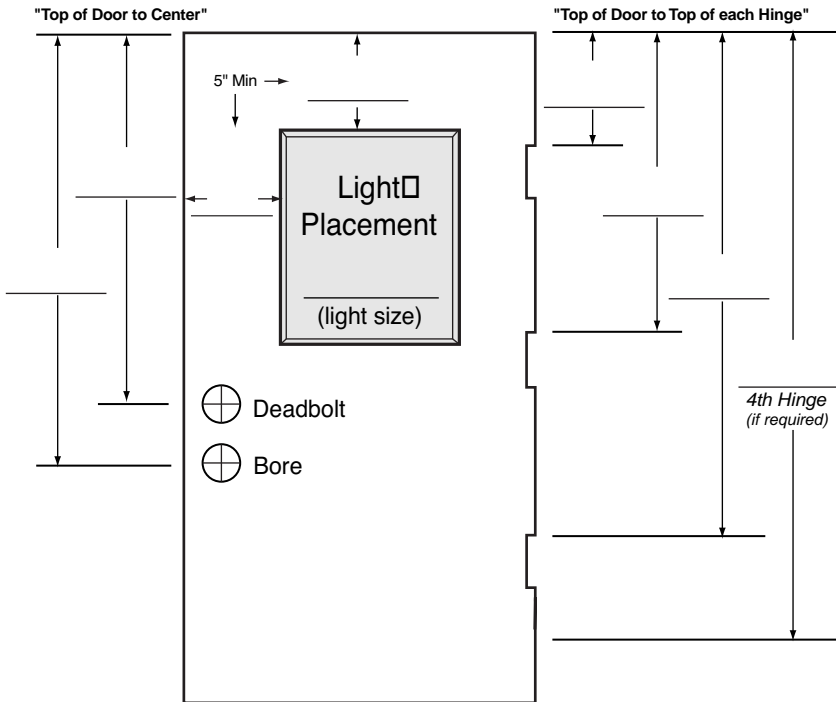 "Top of Door to Center"
"Top of Door to Top of each Hinge"
5" Min
Light□
Placement
(light size)
4th Hinge
(if required)
Deadbolt
Bore